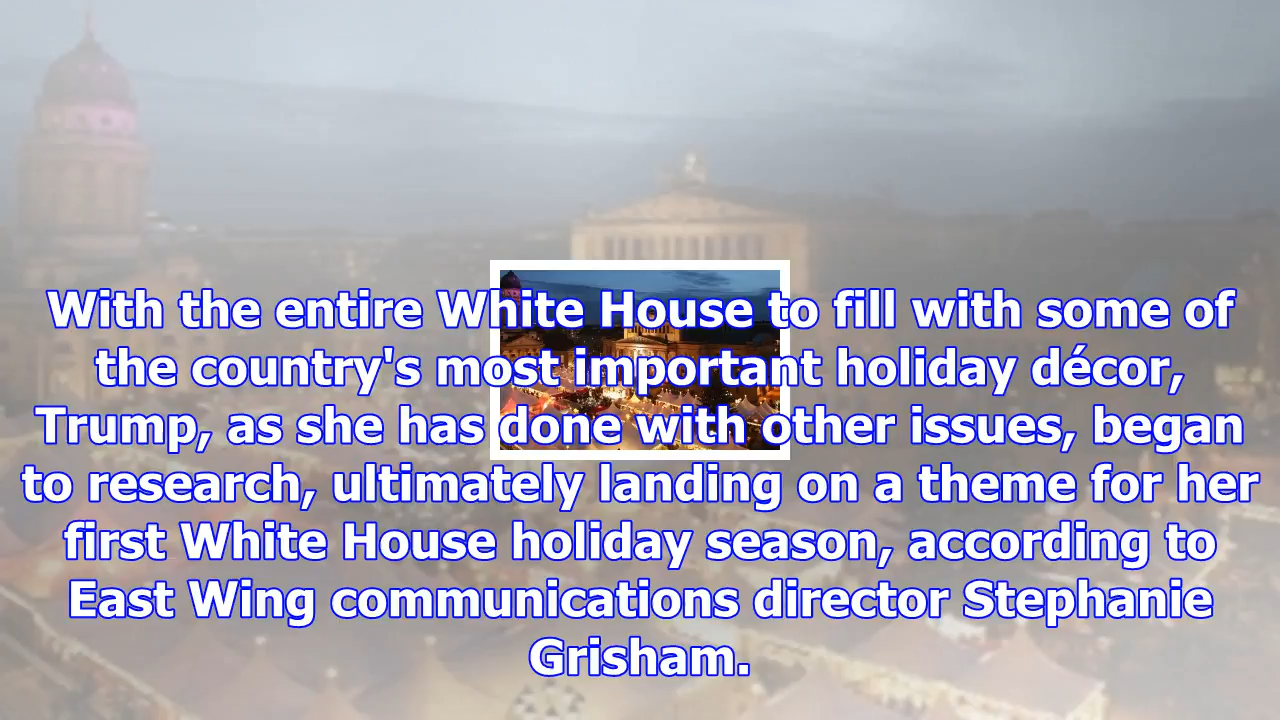 With the entire White House to fill with some of
the country's most important holiday décor,
Trump, as she has done with other issues, began
to research, ultimately landing on a theme for her
first White House holiday season, according to
East Wing communications director Stephanie
Grisham.